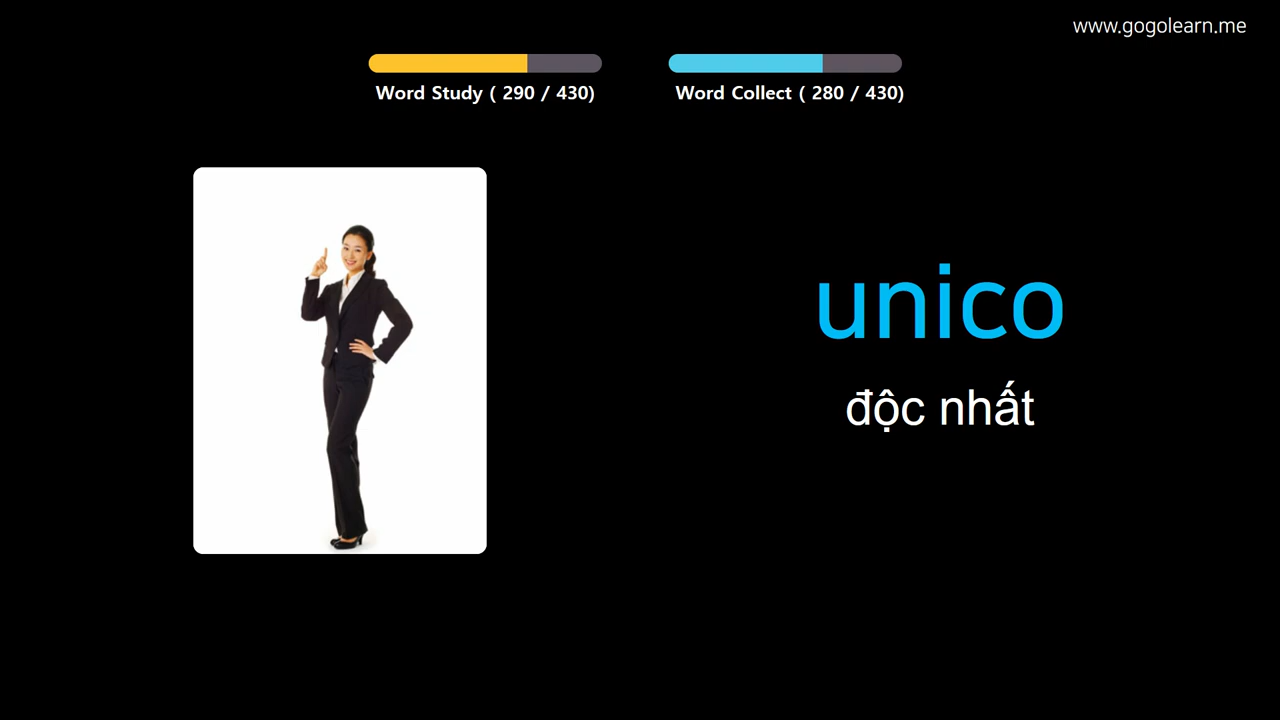 www.gogolearn.me
Word Study ( 290 / 430)
Word Collect ( 280 / 430)
unico
độc nhất